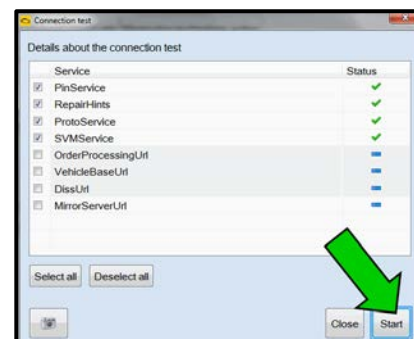 Connection test
Details about the connection test
Service Status
PinService
RepairHints
ProtoService
SVMService
OrderProcessingUrl
VehicleBaseUrl
DissUrl
MirrorServerUrl
Select all Deselect all
Close Start